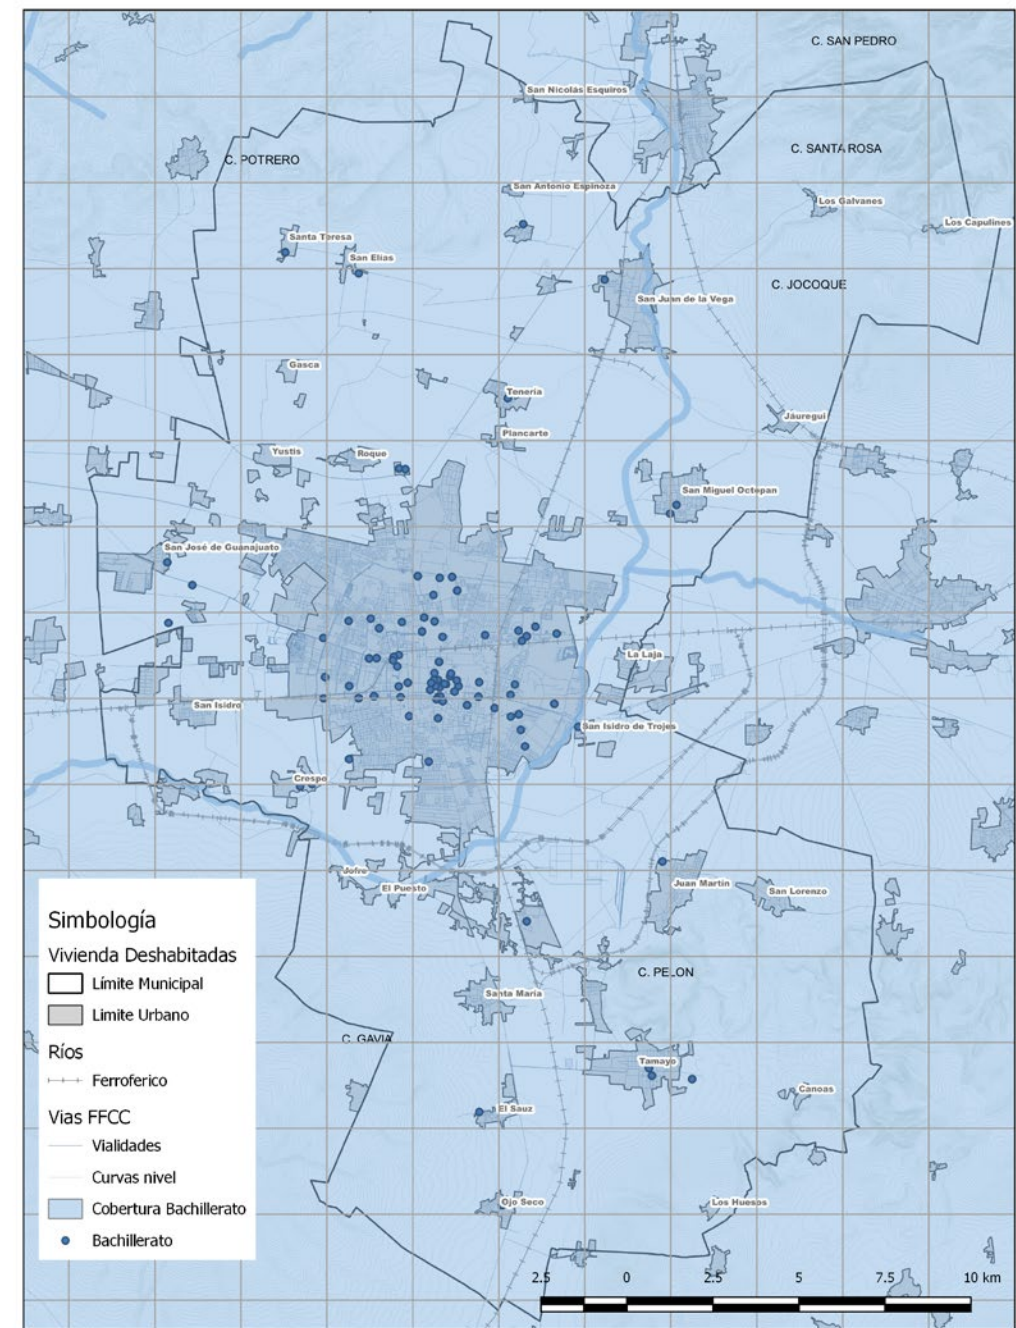 C. SAN PEDRO
San Nicolás Esquiros
C. SANTA ROSA
C. POTRERO
San Antonio Espinoza
Los Galvanes
Los Capulines
Santa Teresa
San Elías
C. JOCOQUE
San Juan de la Vega
Gasca
Tenería
Jáuregui
Plancarte
Yustis
Roque
San Miguel Octopan
San José de Guanajuato
La Laja
San Isidro
San Isidro de Trojes
Crespo
Jofre
El Puesto
Juan Martín
San Lorenzo
C. PELON
Santa María
C. GAVIA
Tamayo
Canoas
El Sauz
Ojo Seco
Los Huesos
Simbología
Vivienda Deshabitadas
Límite Municipal
Limite Urbano
Ríos
Ferroferico
Vias FFCC
Vialidades
Curvas nivel
Cobertura Bachillerato
Bachillerato
2.5 0 2.5 5 7.5 10 km